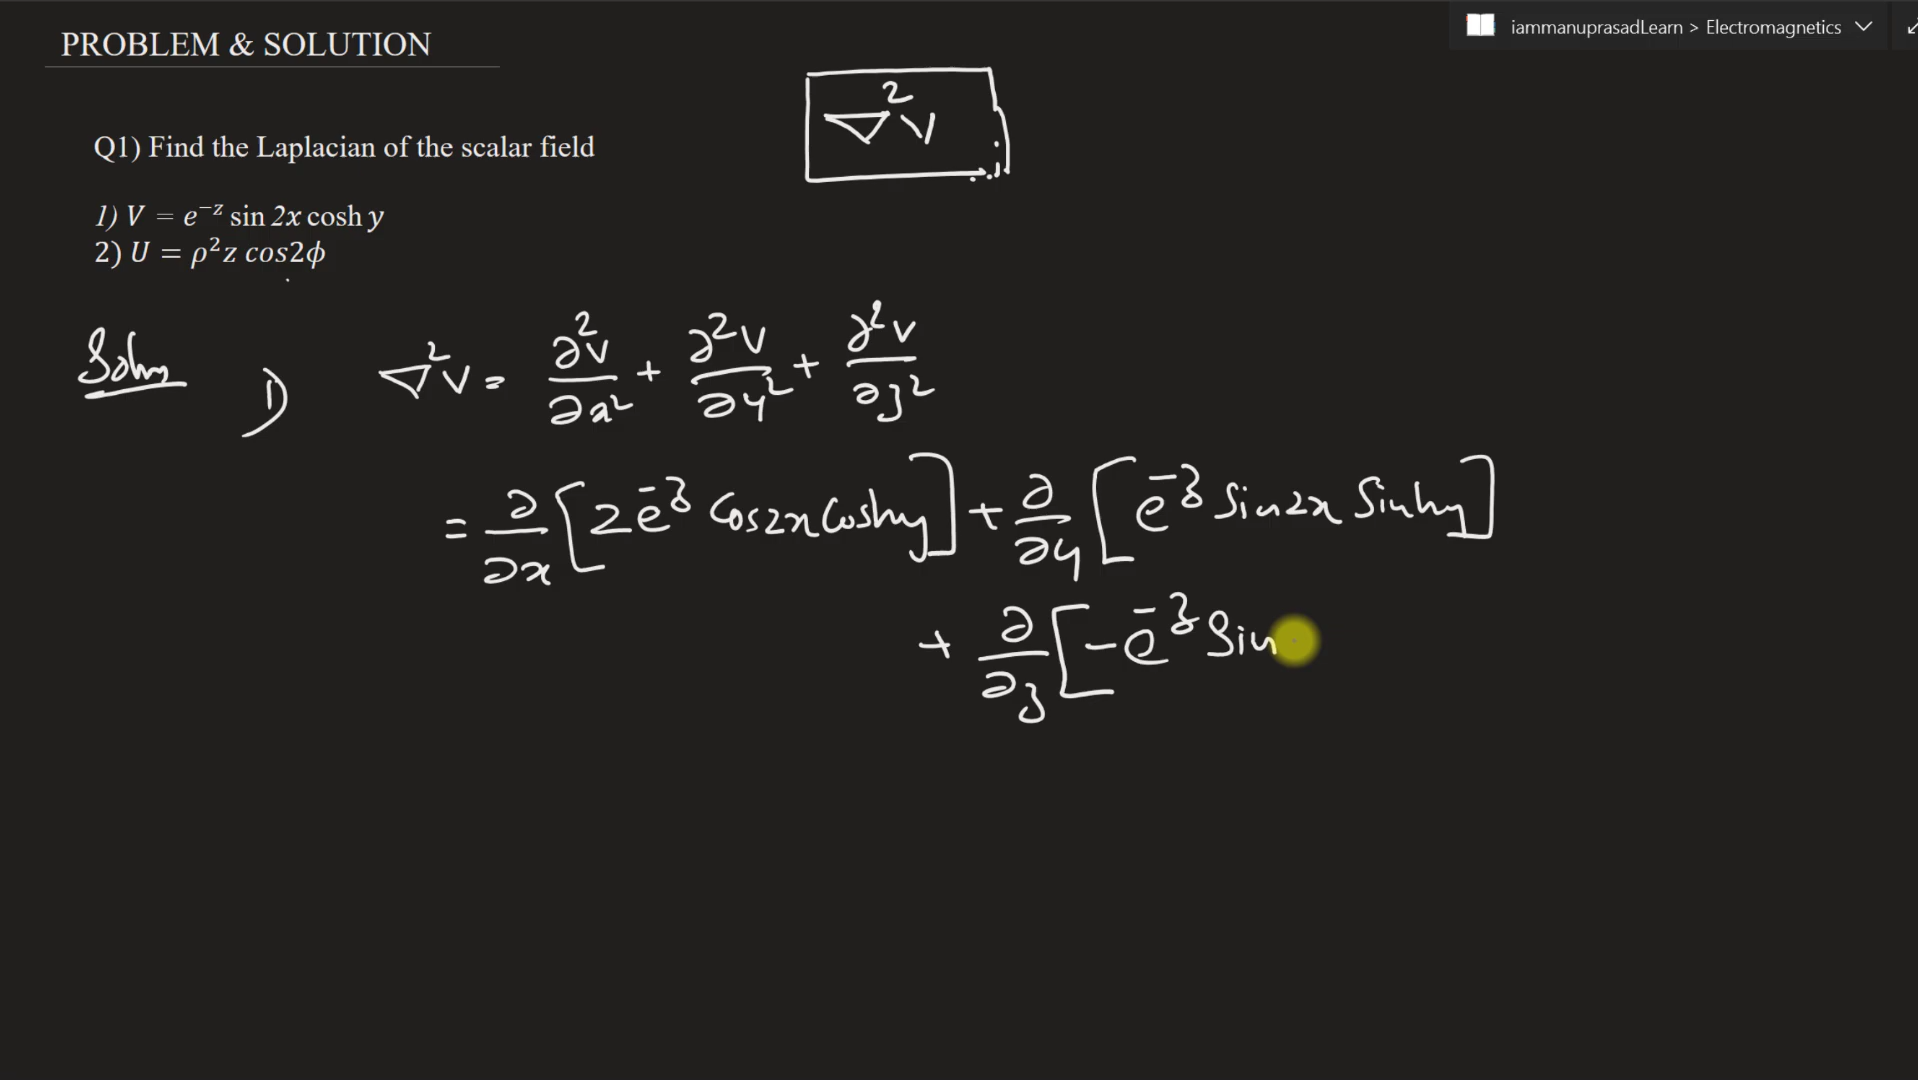 iammanuprasadLearn > Electromagnetics
PROBLEM & SOLUTION
∇²V
Q1) Find the Laplacian of the scalar field
1) V = e⁻ᶻ sin 2x cosh y
2) U = ρ²z cos2ϕ
Soln 1) ∇²V = ∂²V/∂x² + ∂²V/∂y² + ∂²V/∂z²
= ∂/∂x [2e⁻ᶻ Cos2x Coshy] + ∂/∂y [e⁻ᶻ Sin2x Sinhy]
+ ∂/∂z [-e⁻ᶻ Sin